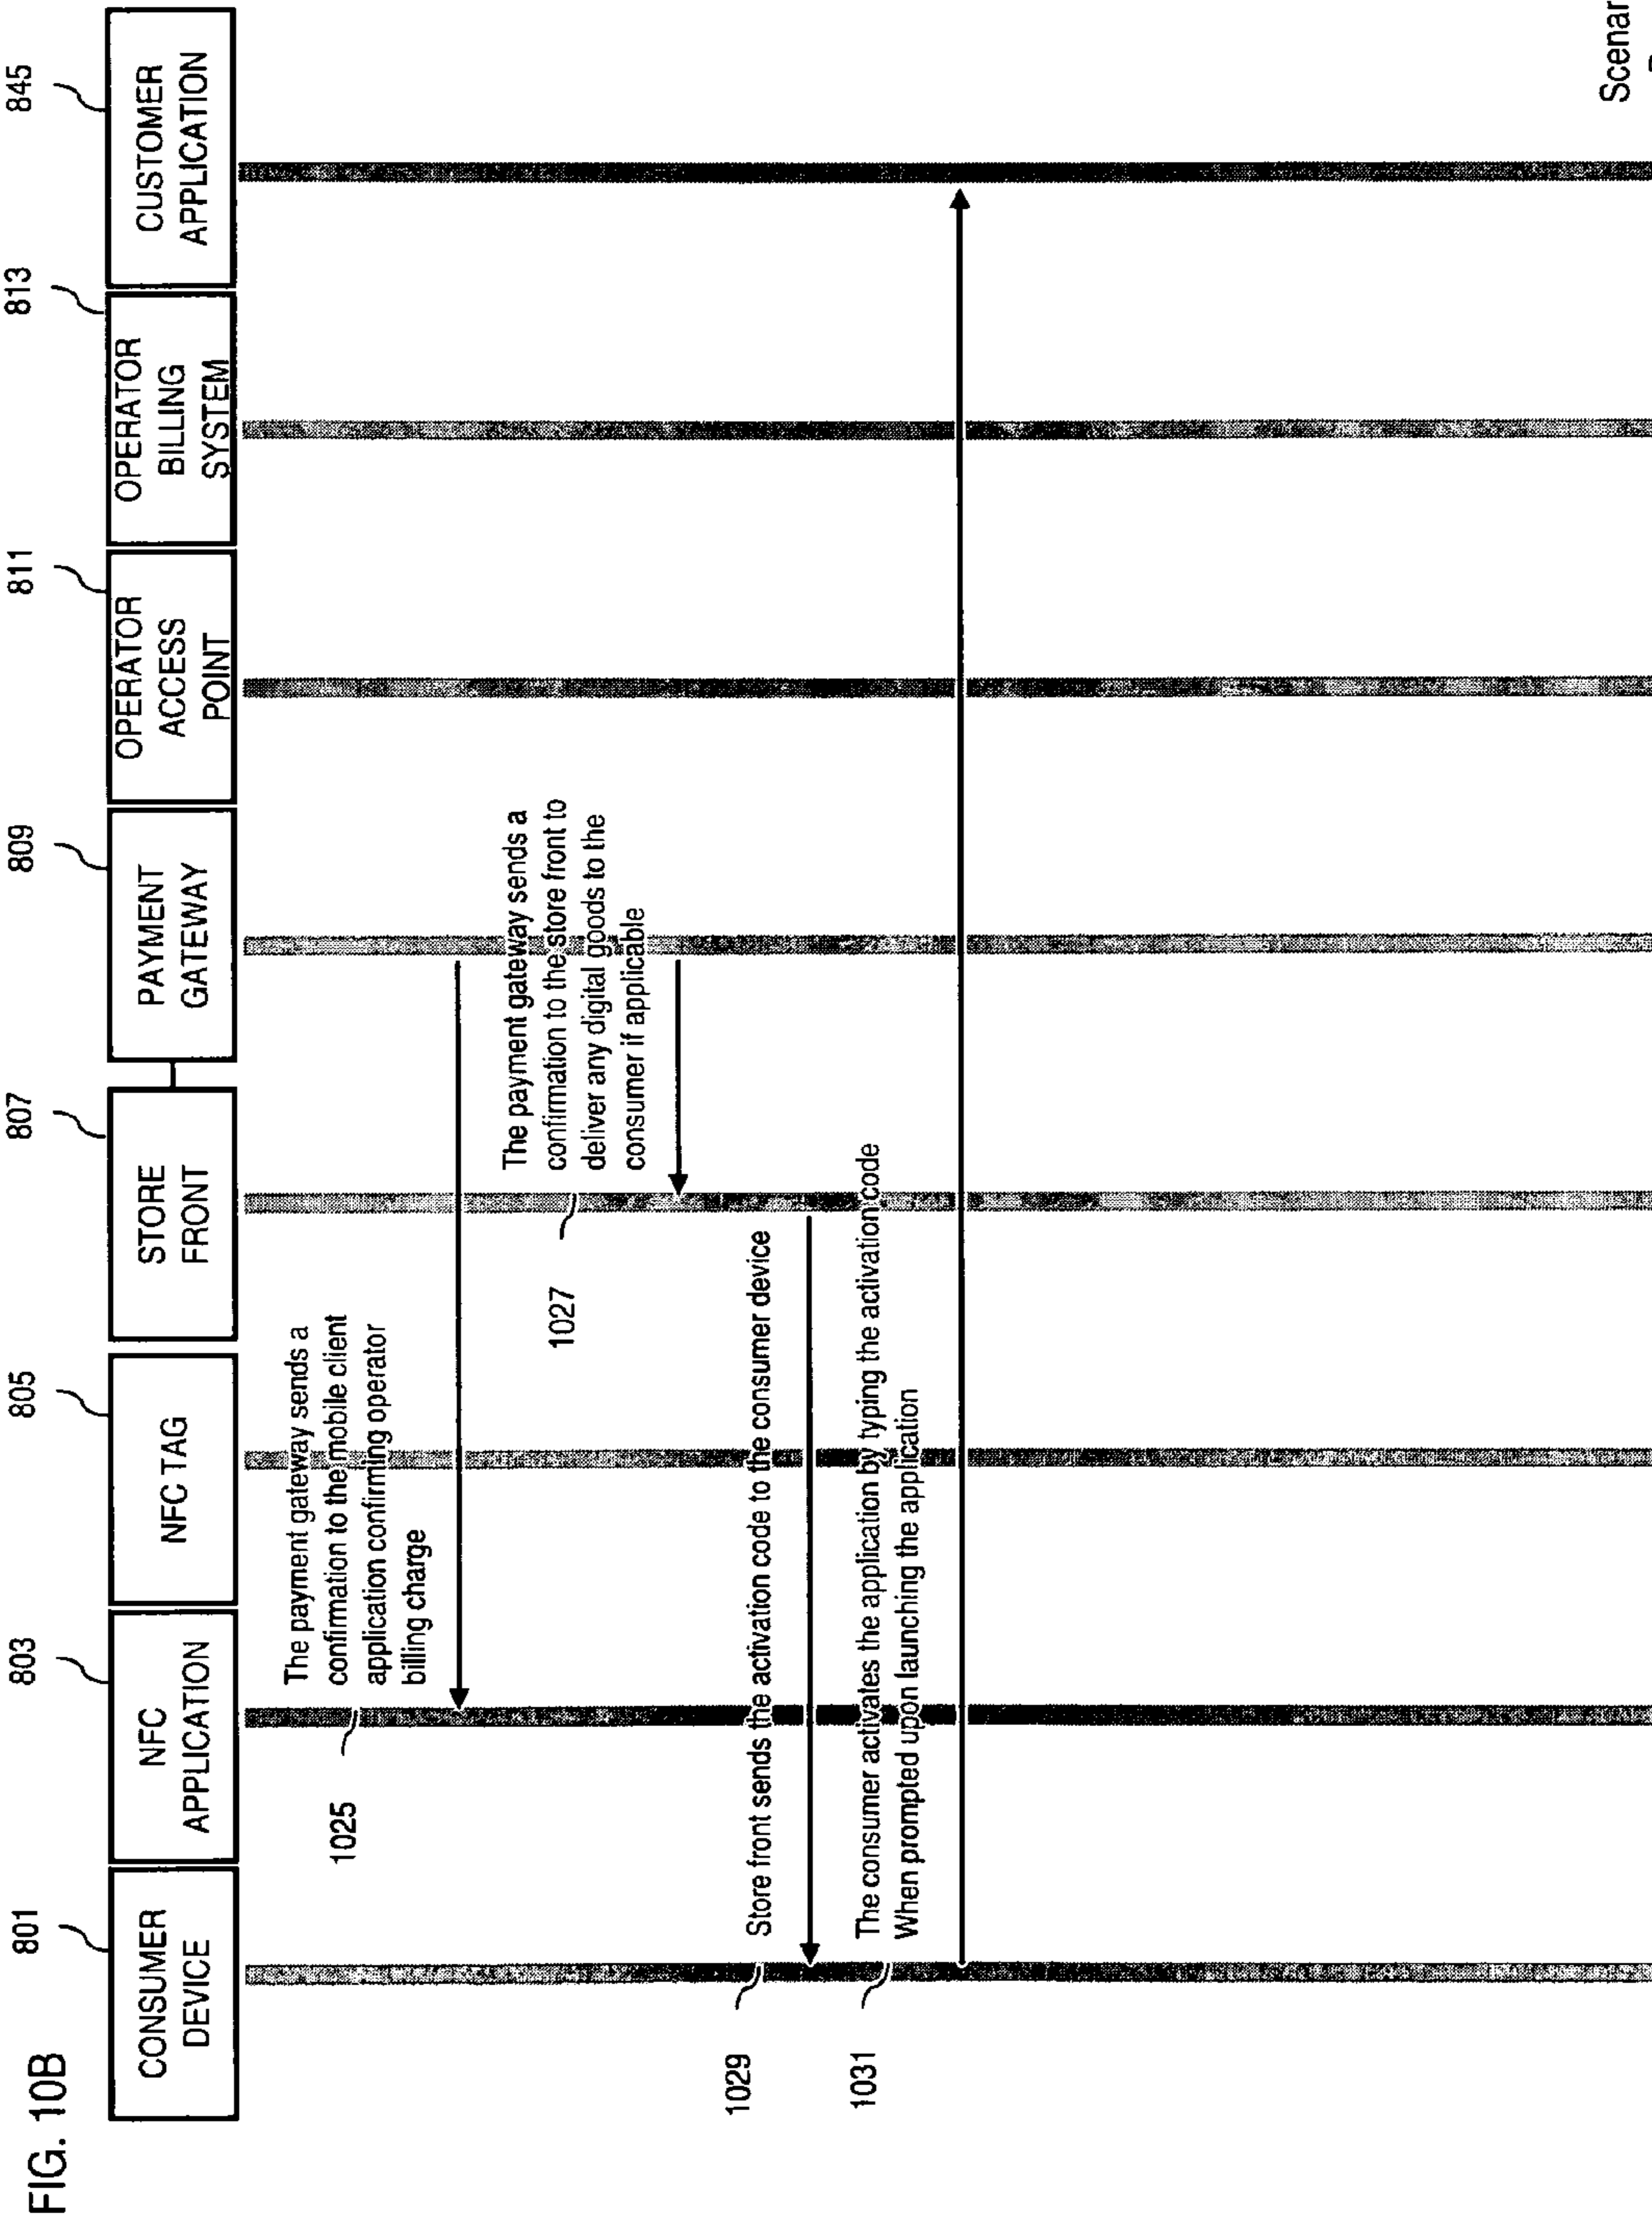 FIG. 10B
801
803
805
807
809
811
813
845
CONSUMER
DEVICE
NFC
APPLICATION
NFC TAG
STORE
FRONT
PAYMENT
GATEWAY
OPERATOR
ACCESS
POINT
OPERATOR
BILLING
SYSTEM
CUSTOMER
APPLICATION
1025
The payment gateway sends a
confirmation to the mobile client
application confirming operator
billing charge
1027
The payment gateway sends a
confirmation to the store front to
deliver any digital goods to the
consumer if applicable
1029
Store front sends the activation code to the consumer device
1031
The consumer activates the application by typing the activation code
When prompted upon launching the application
Scenar